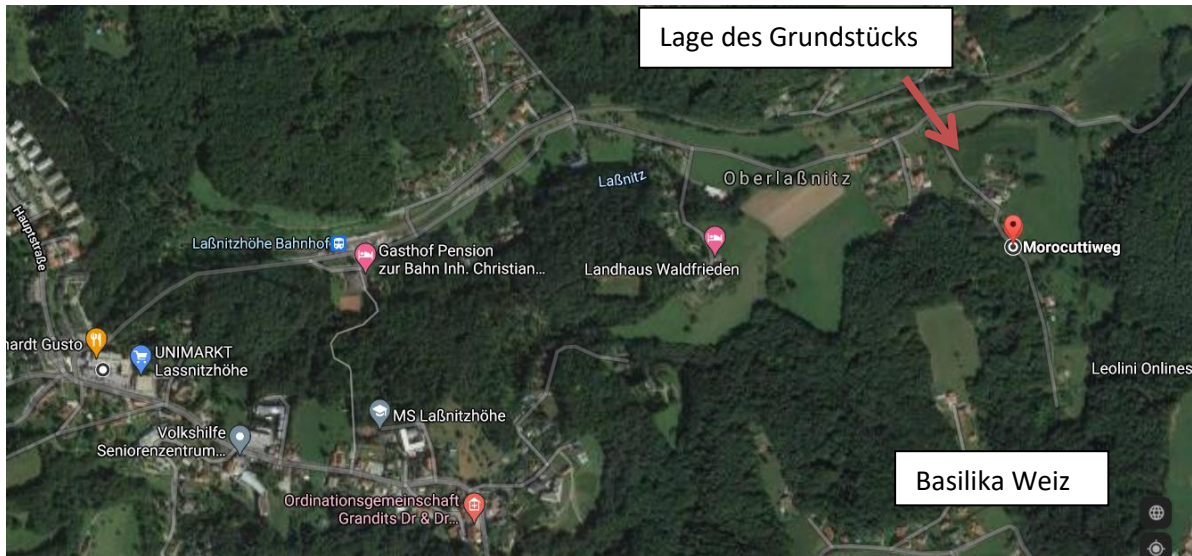 Lage des Grundstücks
Hauptstraße
Laßnitz
Oberlaßnitz
Laßnitzhöhe Bahnhof
Gasthof Pension
zur Bahn Inh. Christian...
Landhaus Waldfrieden
Morocuttiweg
hardt Gusto
UNIMARKT
Lassnitzhöhe
Leolini Onlines
MS Laßnitzhöhe
Volkshilfe
Seniorenzentrum...
Basilika Weiz
Ordinationsgemeinschaft
Grandits Dr & Dr...